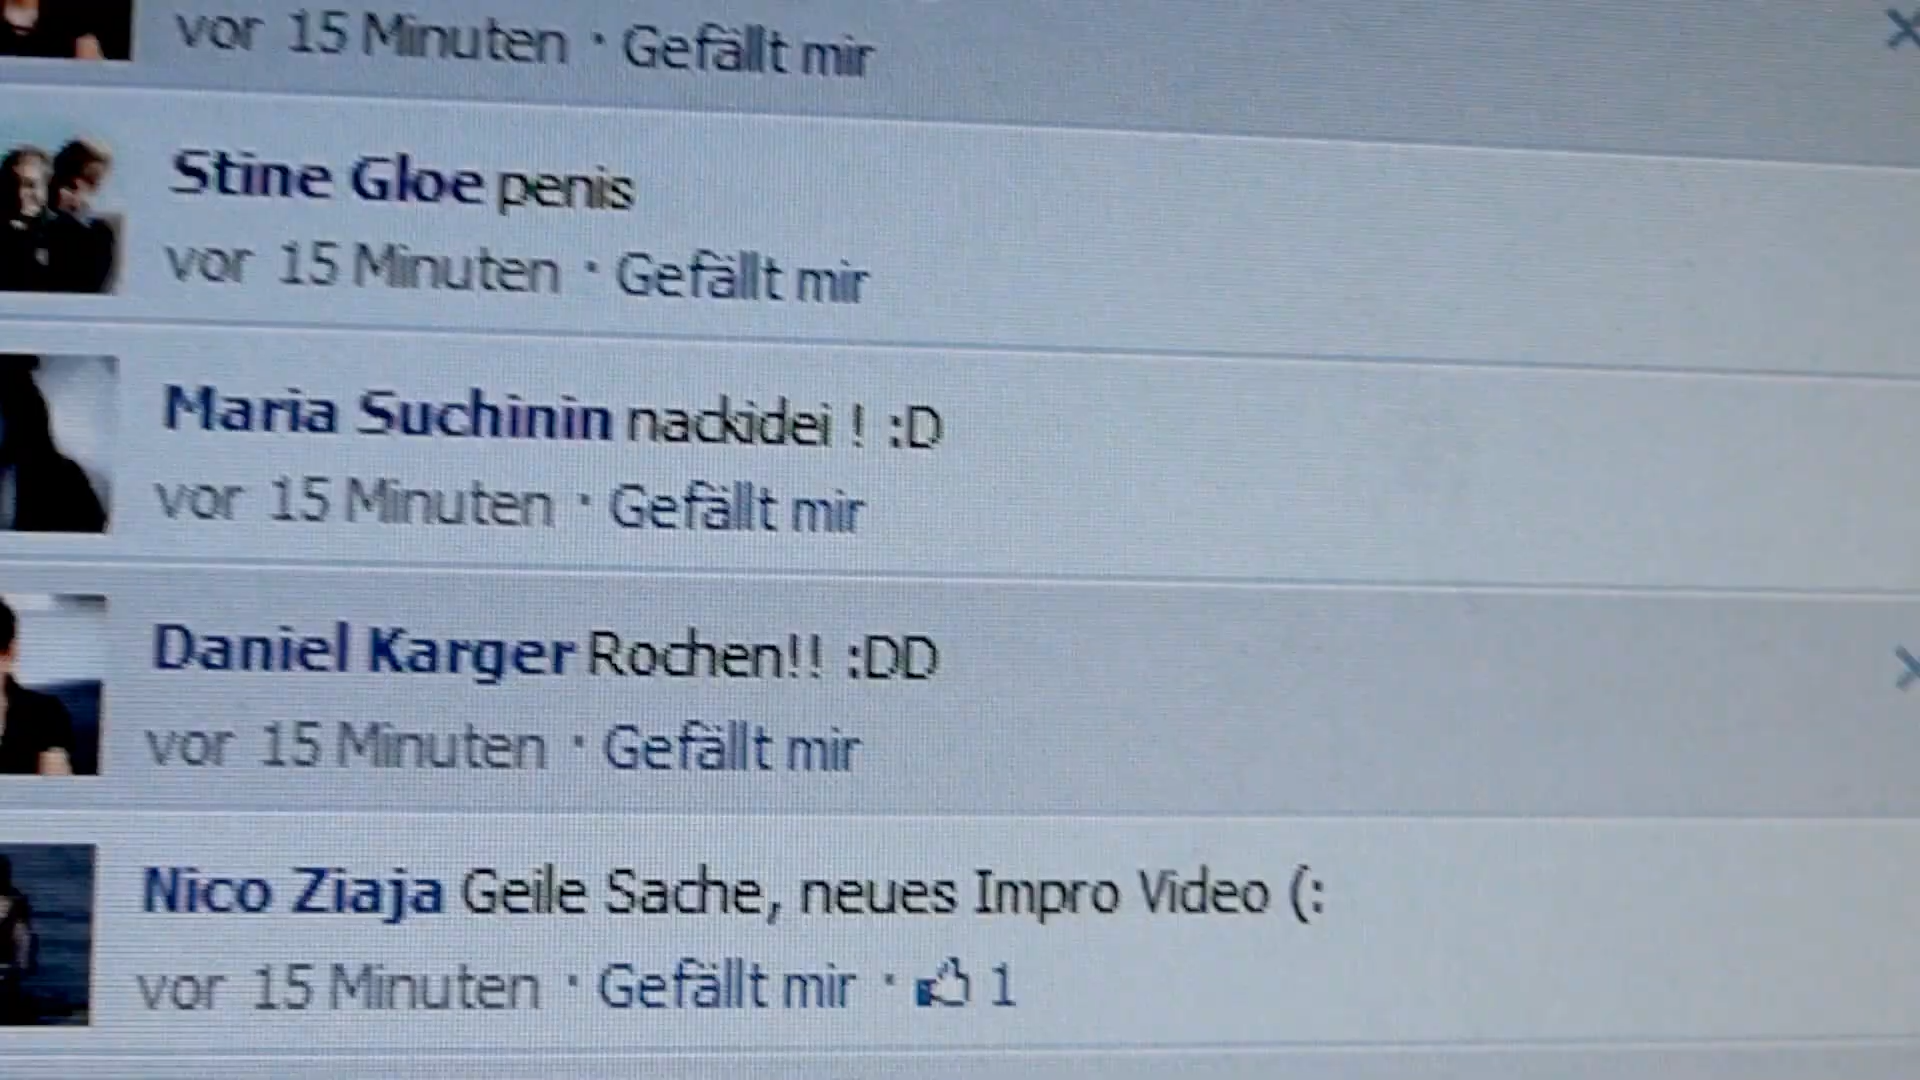 vor 15 Minuten · Gefällt mir
Stine Gloe penis
vor 15 Minuten · Gefällt mir
Maria Suchinin nackidei ! :D
vor 15 Minuten · Gefällt mir
Daniel Karger Rochen!! :DD
vor 15 Minuten · Gefällt mir
Nico Ziaja Geile Sache, neues Impro Video (:
vor 15 Minuten · Gefällt mir · 1